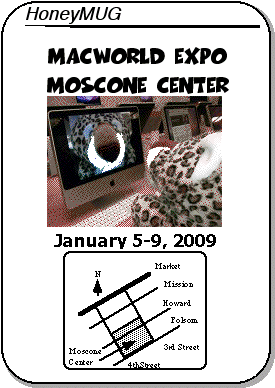 HoneyMUG
MACWORLD EXPO
MOSCONE CENTER
January 5-9, 2009
N
Market
Mission
Howard
Folsom
Moscone
Center
3rd Street
4thStreet